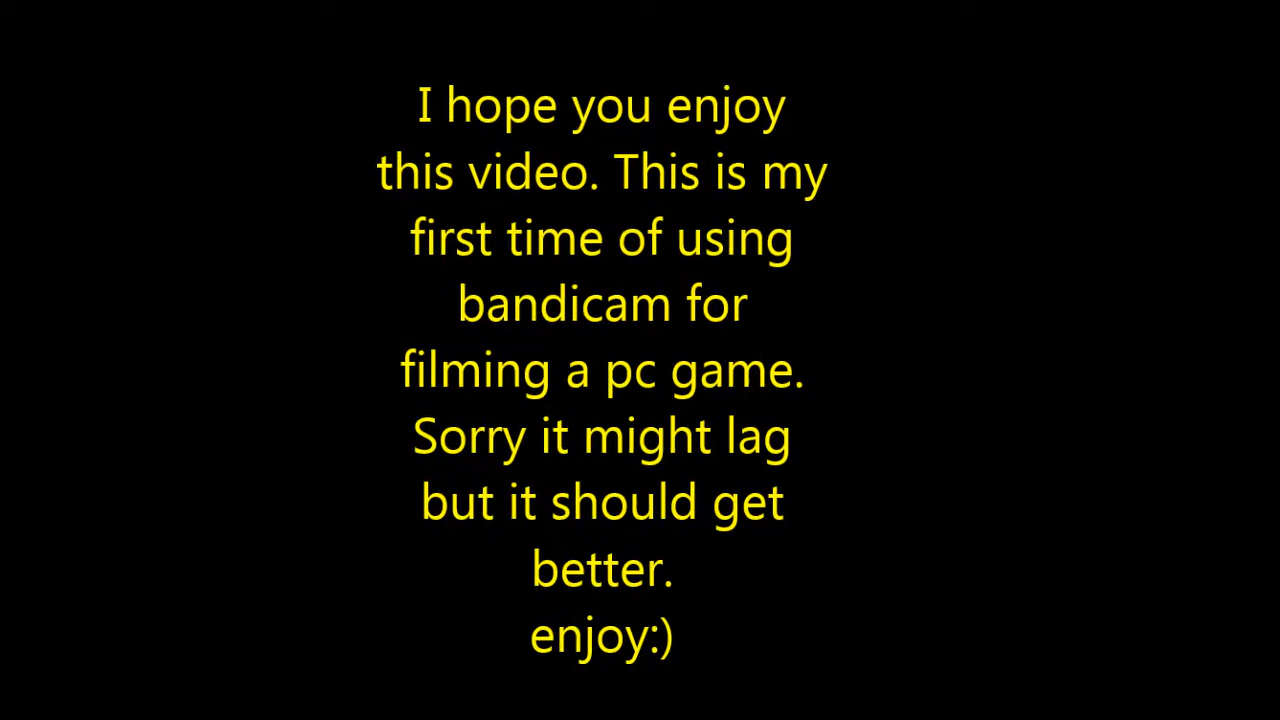 I hope you enjoy
this video. This is my
first time of using
bandicam for
filming a pc game.
Sorry it might lag
but it should get
better.
enjoy:)